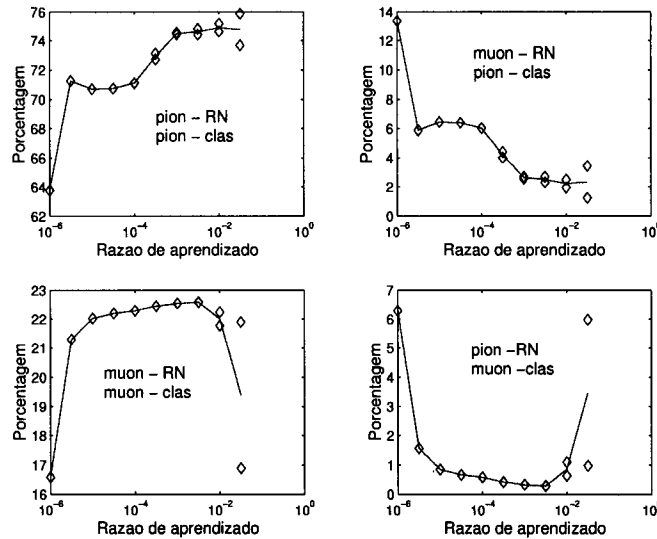 76
74
72
70
68
66
64
62
Porcentagem
pion − RN
pion − clas
10⁻⁶ 10⁻⁴ 10⁻² 10⁰
Razao de aprendizado
14
12
10
8
6
4
2
0
Porcentagem
muon − RN
pion − clas
10⁻⁶ 10⁻⁴ 10⁻² 10⁰
Razao de aprendizado
23
22
21
20
19
18
17
16
Porcentagem
muon − RN
muon − clas
10⁻⁶ 10⁻⁴ 10⁻² 10⁰
Razao de aprendizado
7
6
5
4
3
2
1
0
Porcentagem
pion −RN
muon −clas
10⁻⁶ 10⁻⁴ 10⁻² 10⁰
Razao de aprendizado